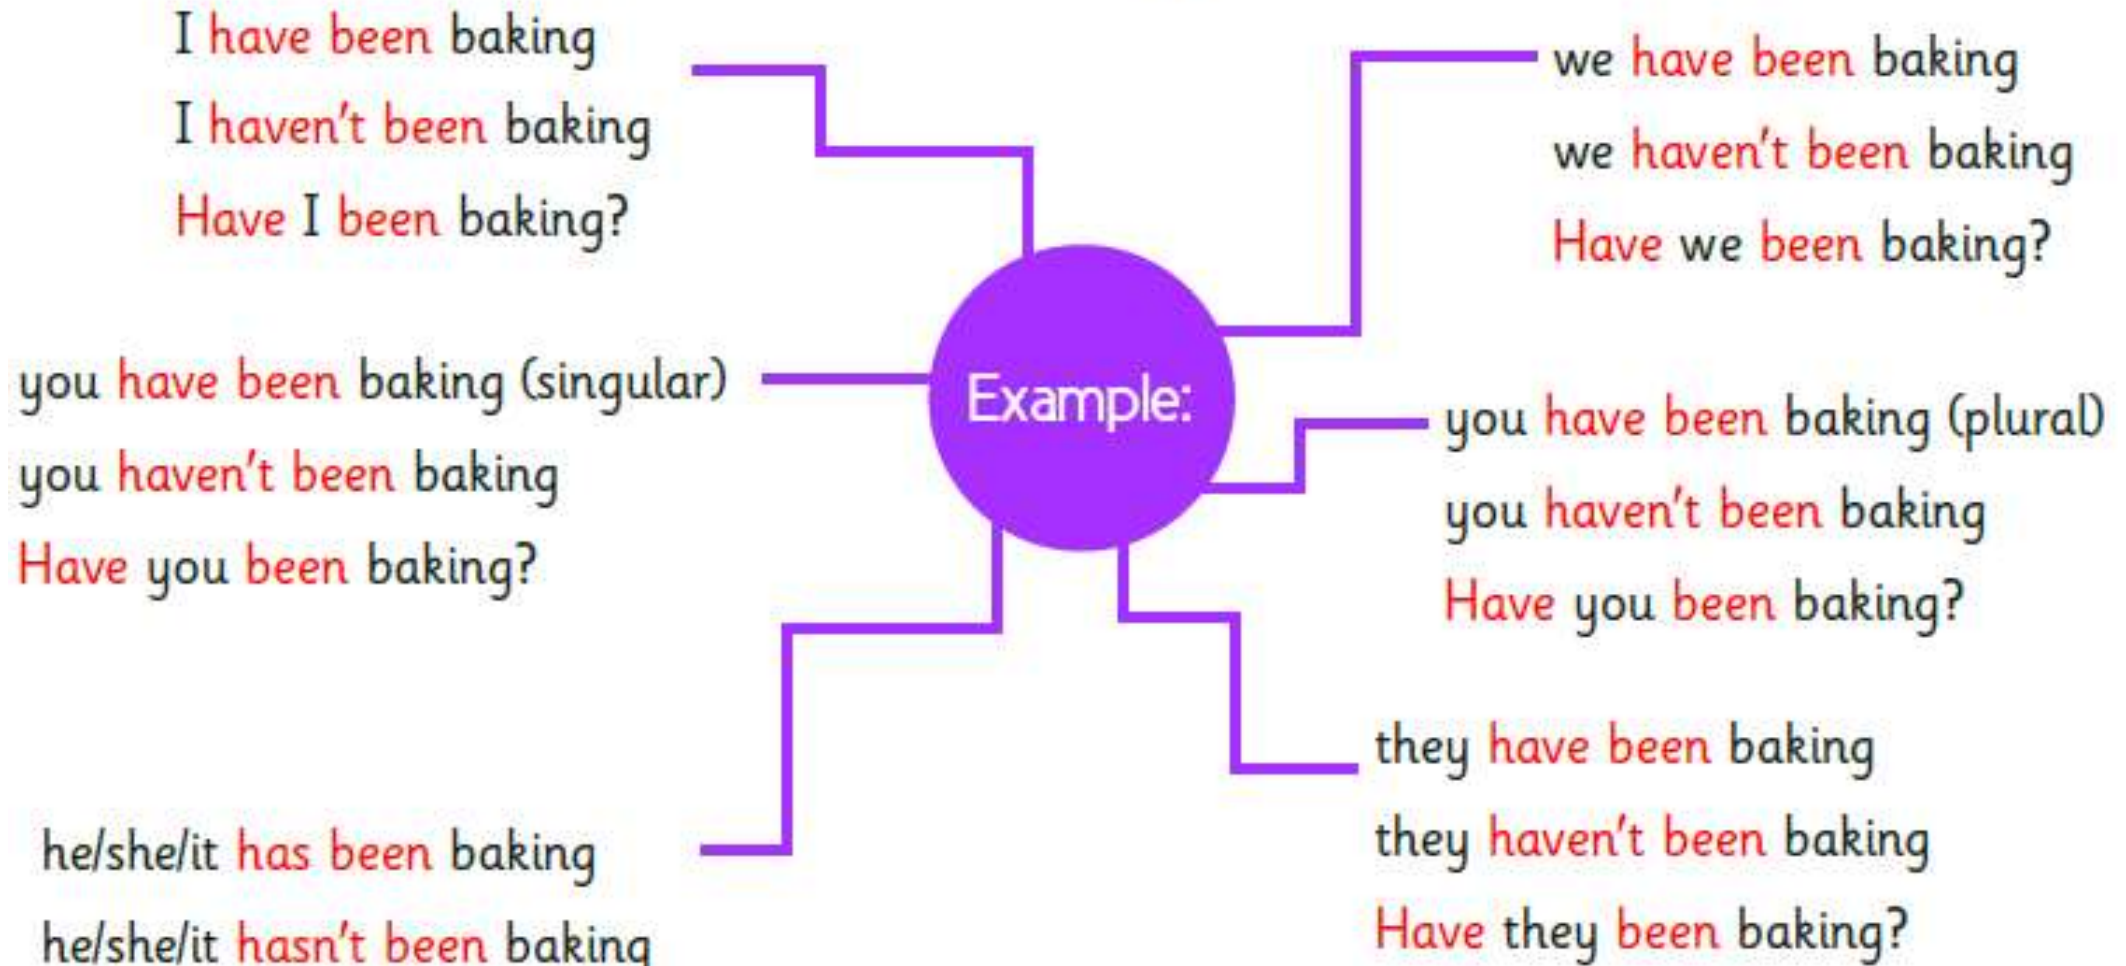 I have been baking
I haven't been baking
Have I been baking?
you have been baking (singular)
you haven't been baking
Have you been baking?
he/she/it has been baking
he/she/it hasn't been baking
Example:
we have been baking
we haven't been baking
Have we been baking?
you have been baking (plural)
you haven't been baking
Have you been baking?
they have been baking
they haven't been baking
Have they been baking?